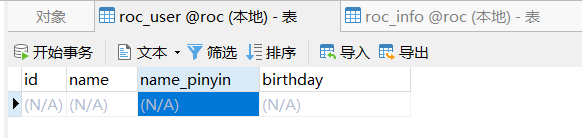 对象 roc_user @roc (本地) - 表 roc_info @roc (本地) - 表
开始事务 文本 筛选 排序 导入 导出
id name name_pinyin birthday
(N/A) (N/A) (N/A) (N/A)